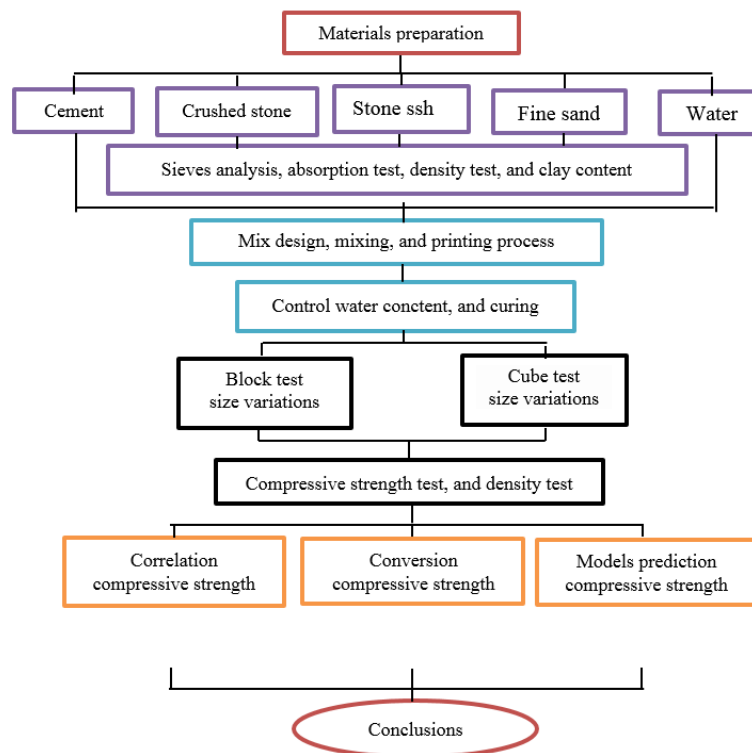 Materials preparation
Cement
Crushed stone
Stone ssh
Fine sand
Water
Sieves analysis, absorption test, density test, and clay content
Mix design, mixing, and printing process
Control water conctent, and curing
Block test
size variations
Cube test
size variations
Compressive strength test, and density test
Correlation
compressive strength
Conversion
compressive strength
Models prediction
compressive strength
Conclusions